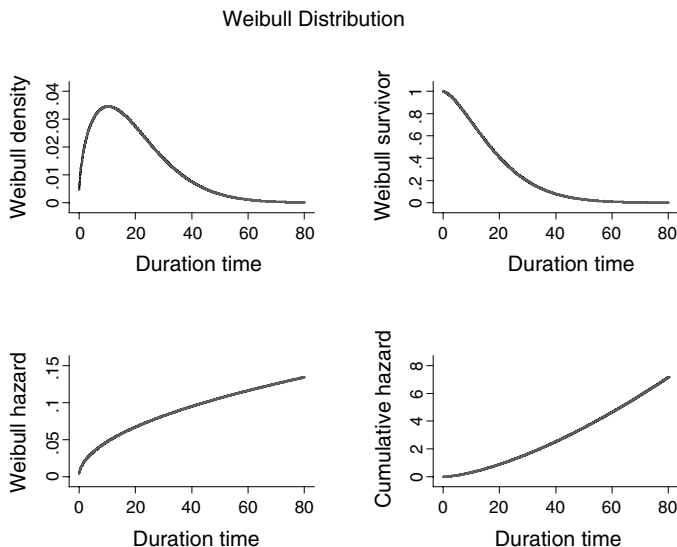 Weibull Distribution
Weibull density
0 .01 .02 .03 .04
0 20 40 60 80
Duration time
Weibull survivor
0 .2 .4 .6 .8 1
0 20 40 60 80
Duration time
Weibull hazard
0 .05 .1 .15
0 20 40 60 80
Duration time
Cumulative hazard
0 2 4 6 8
0 20 40 60 80
Duration time